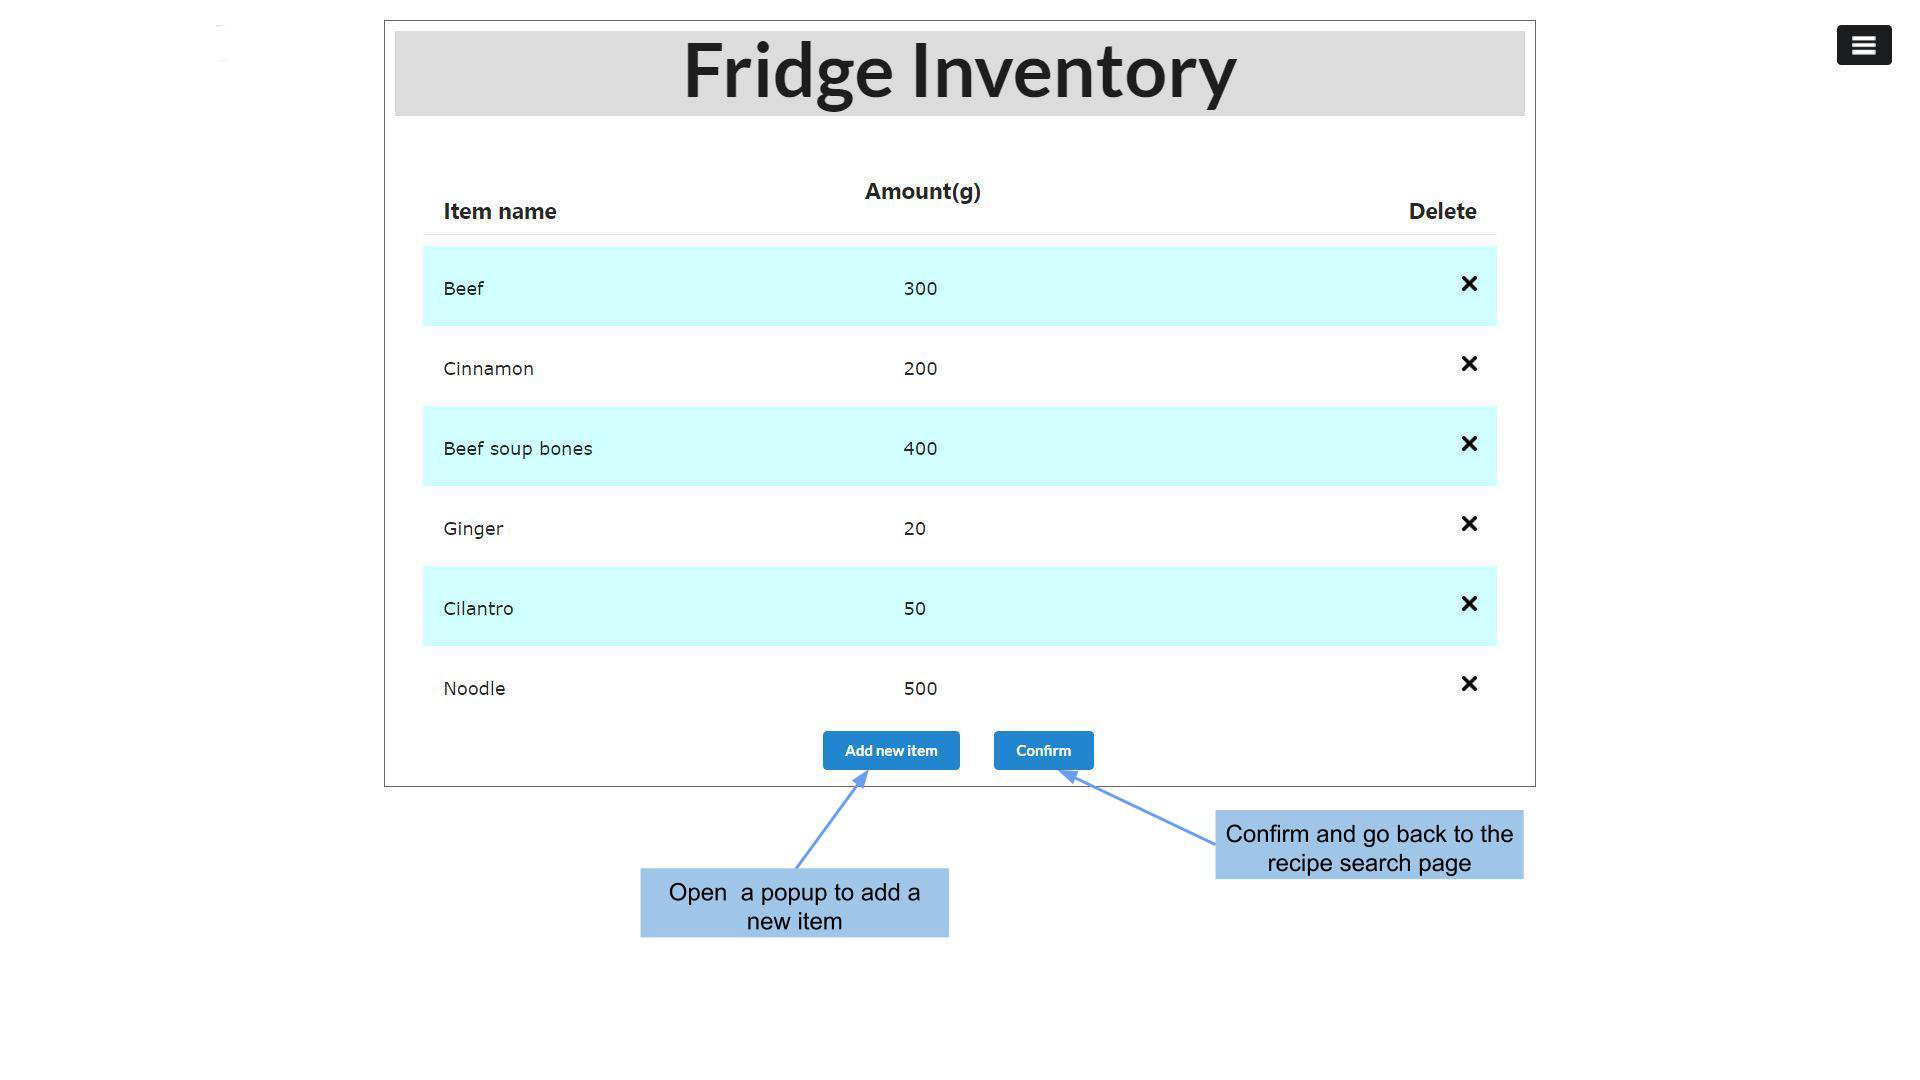 Fridge Inventory
Item name Amount(g) Delete
Beef 300
Cinnamon 200
Beef soup bones 400
Ginger 20
Cilantro 50
Noodle 500
Add new item Confirm
Confirm and go back to the
recipe search page
Open  a popup to add a
new item